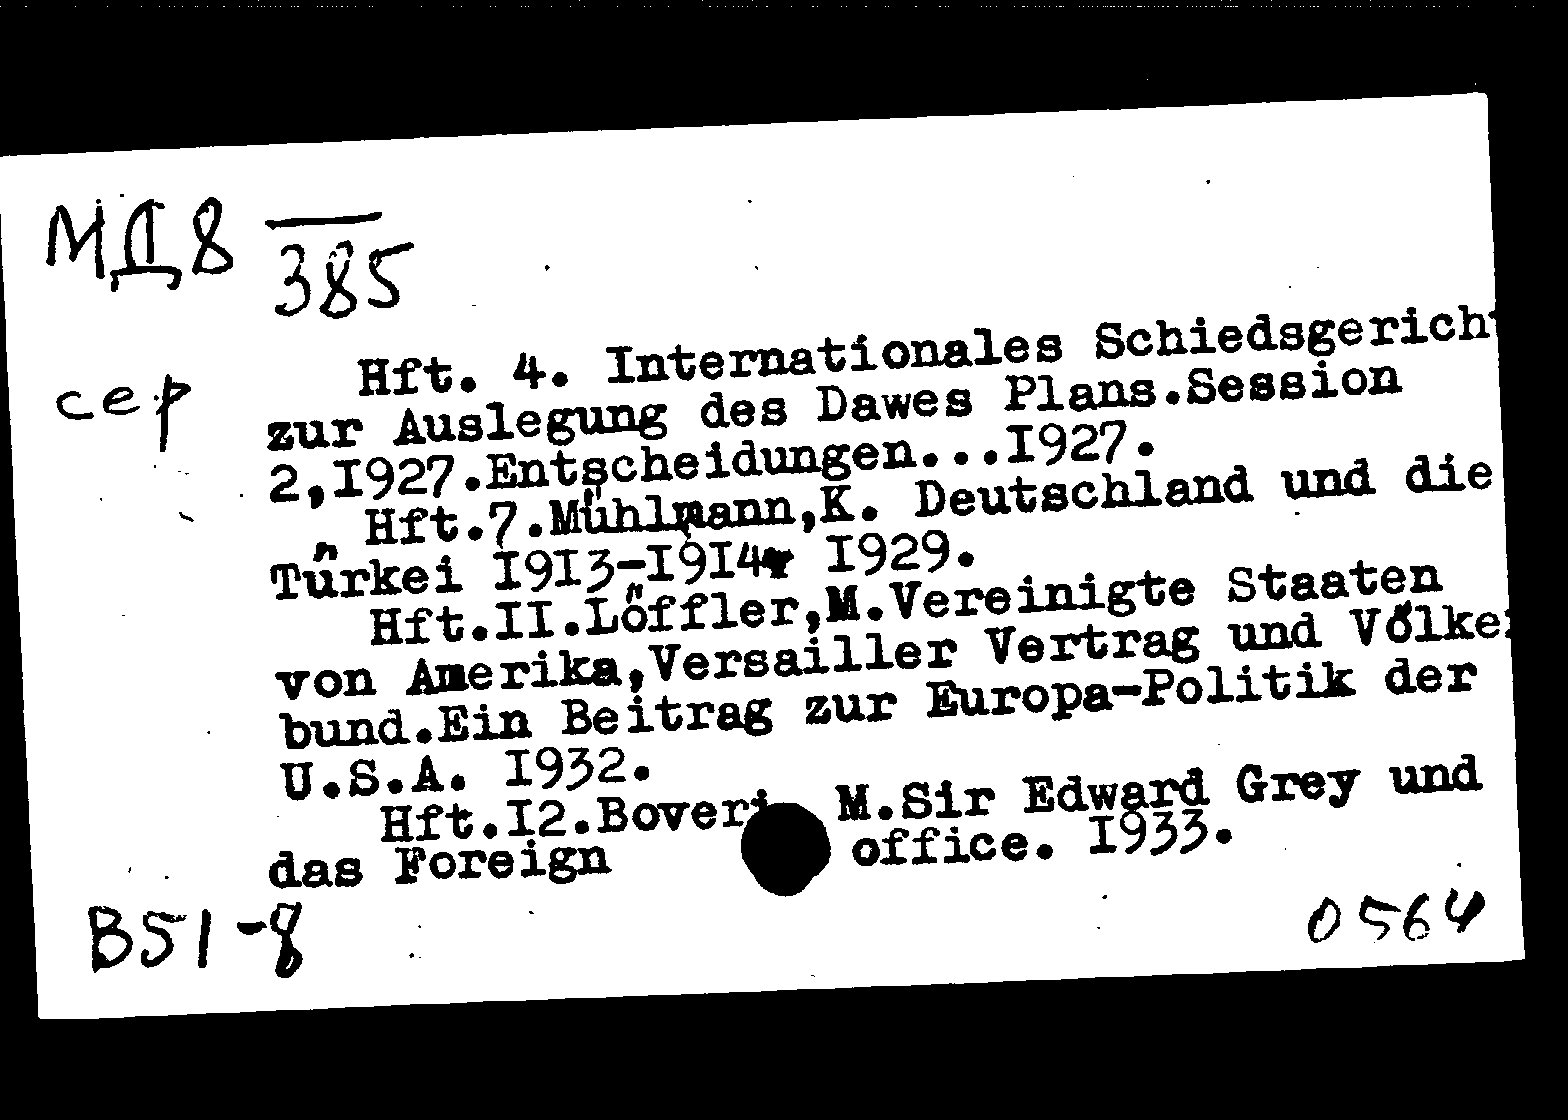 МД8 385
сер
Hft. 4. Internationales Schiedsgericht
zur Auslegung des Dawes Plans.Session
2,I927.Entscheidungen...I927.
Hft.7.Mühlmann,K. Deutschland und die
Türkei I9I3-I9I4 I929.
Hft.II.Löffler,M.Vereinigte Staaten
von Amerika,Versailler Vertrag und Völker
bund.Ein Beitrag zur Europa-Politik der
U.S.A. I932.
Hft.I2.Boveri M.Sir Edward Grey und
das Foreign office. I933.
B51-8 0564